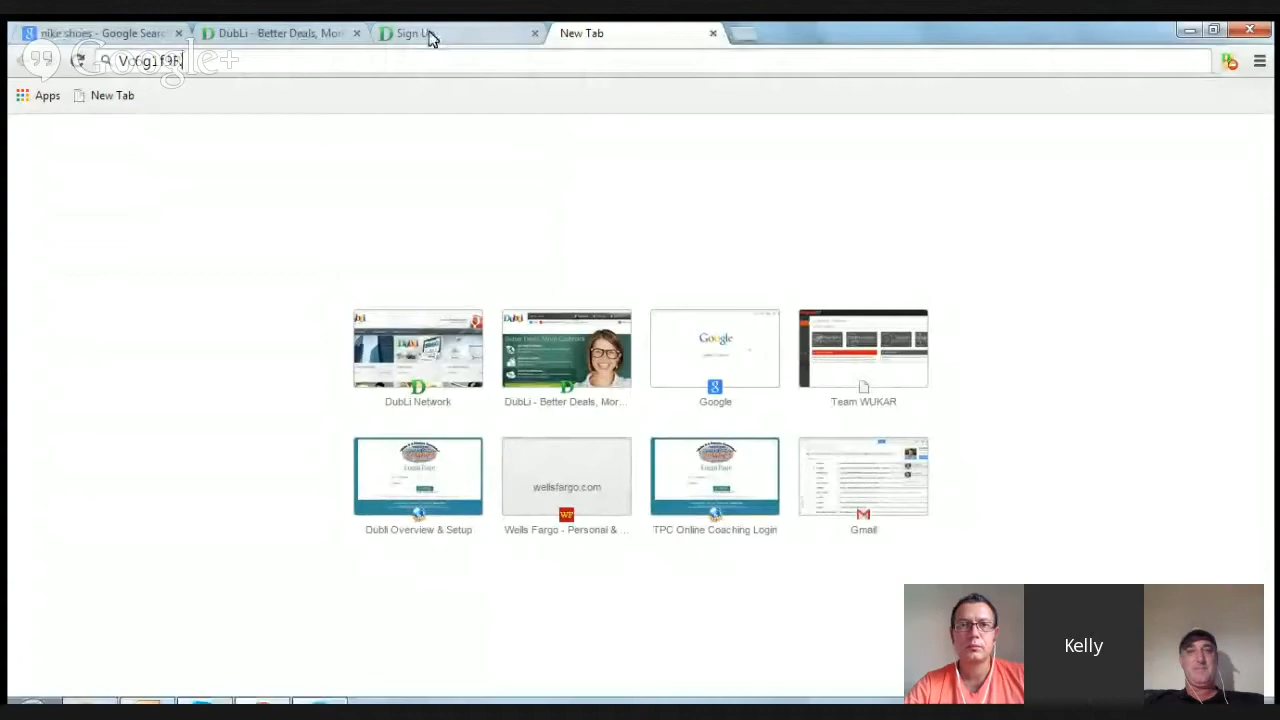 nike shoes - Google Searc
DubLi - Better Deals, Mor
Sign U
New Tab
Google+
Apps
New Tab
DubLi Network
DubLi - Better Deals, Mor...
Google
Google
Team WUKAR
wellsfargo.com
Dubli Overview & Setup
Wells Fargo - Personal & ...
TPC Online Coaching Login
Gmail
Kelly